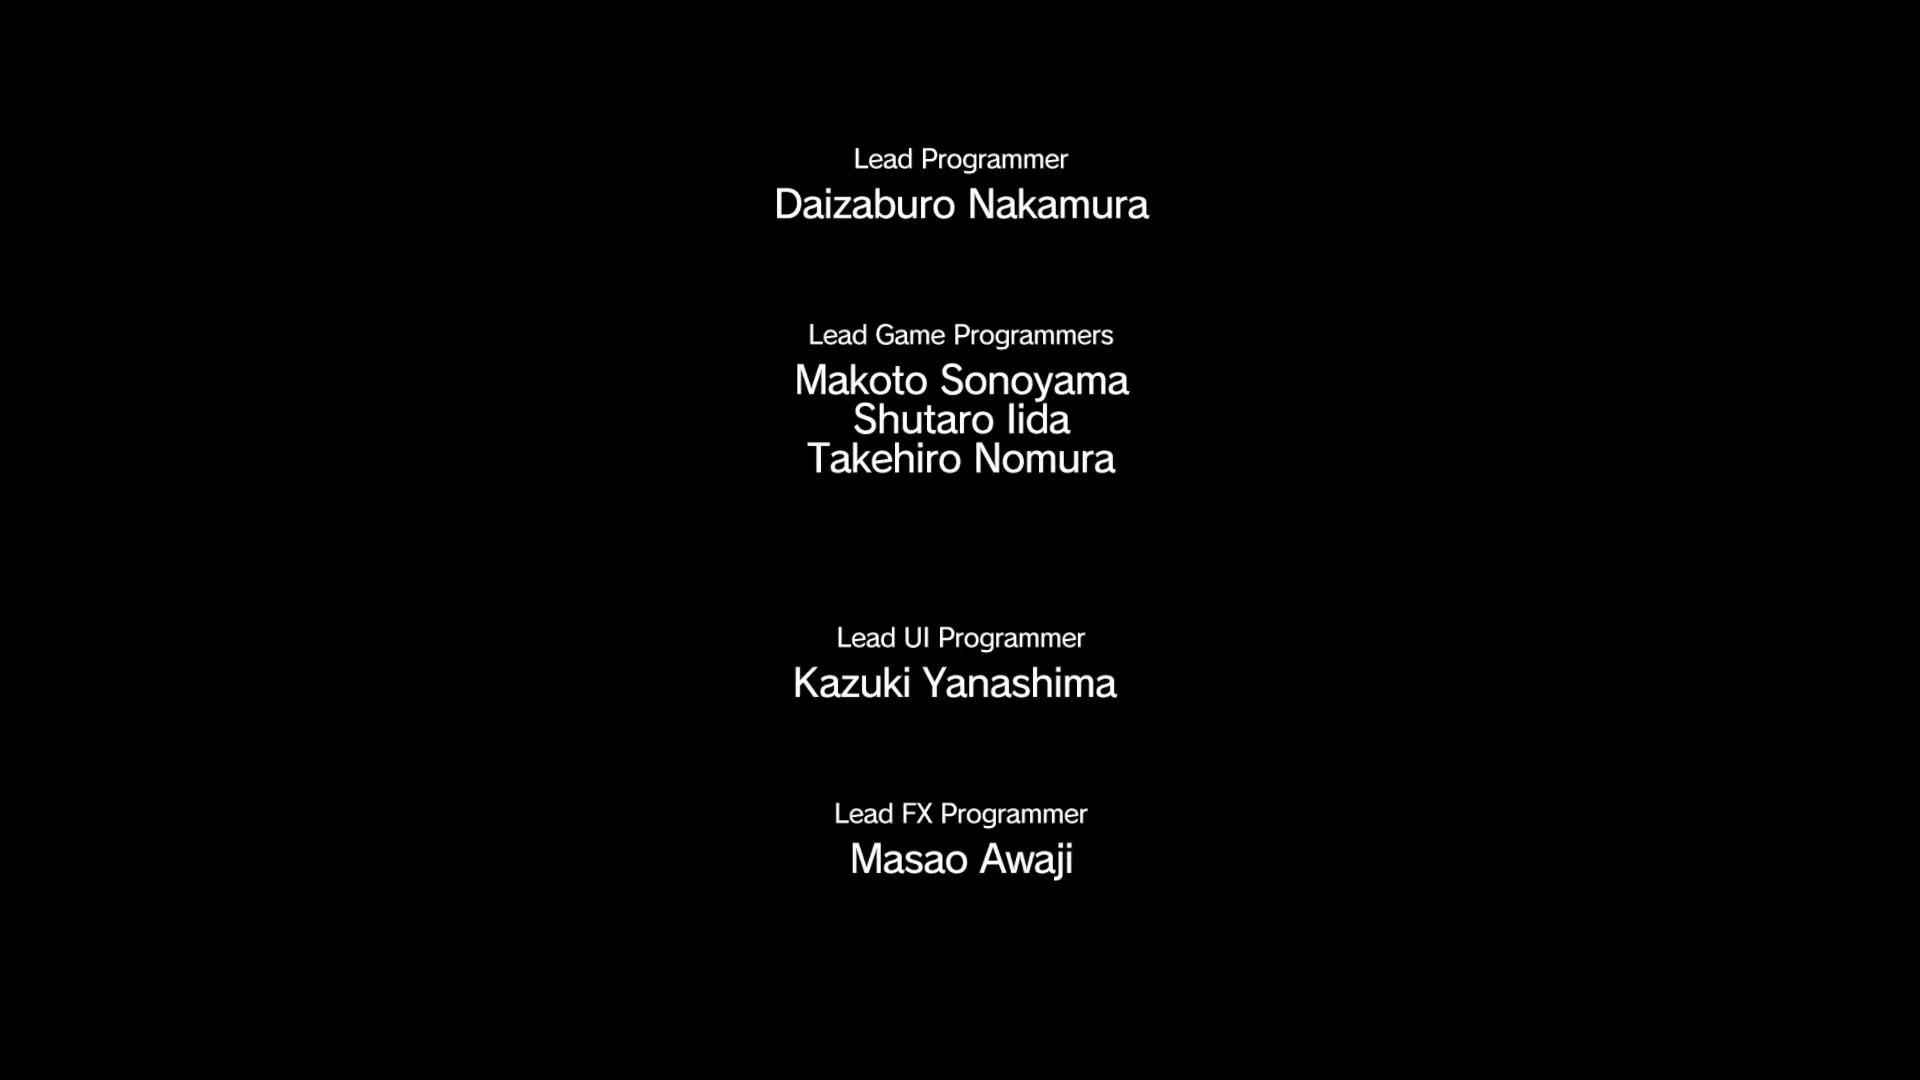 Lead Programmer
Daizaburo Nakamura
Lead Game Programmers
Makoto Sonoyama
Shutaro Iida
Takehiro Nomura
Lead UI Programmer
Kazuki Yanashima
Lead FX Programmer
Masao Awaji